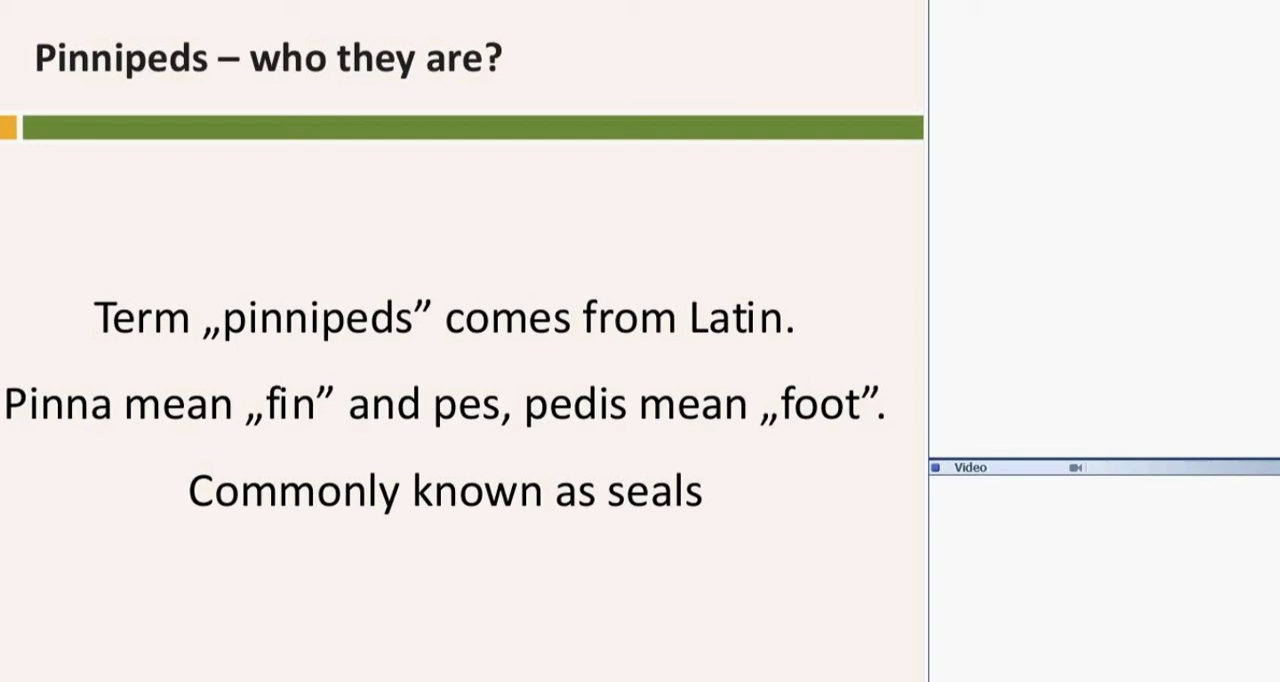 Pinnipeds – who they are?
Term „pinnipeds” comes from Latin.
Pinna mean „fin” and pes, pedis mean „foot”.
Commonly known as seals
Video